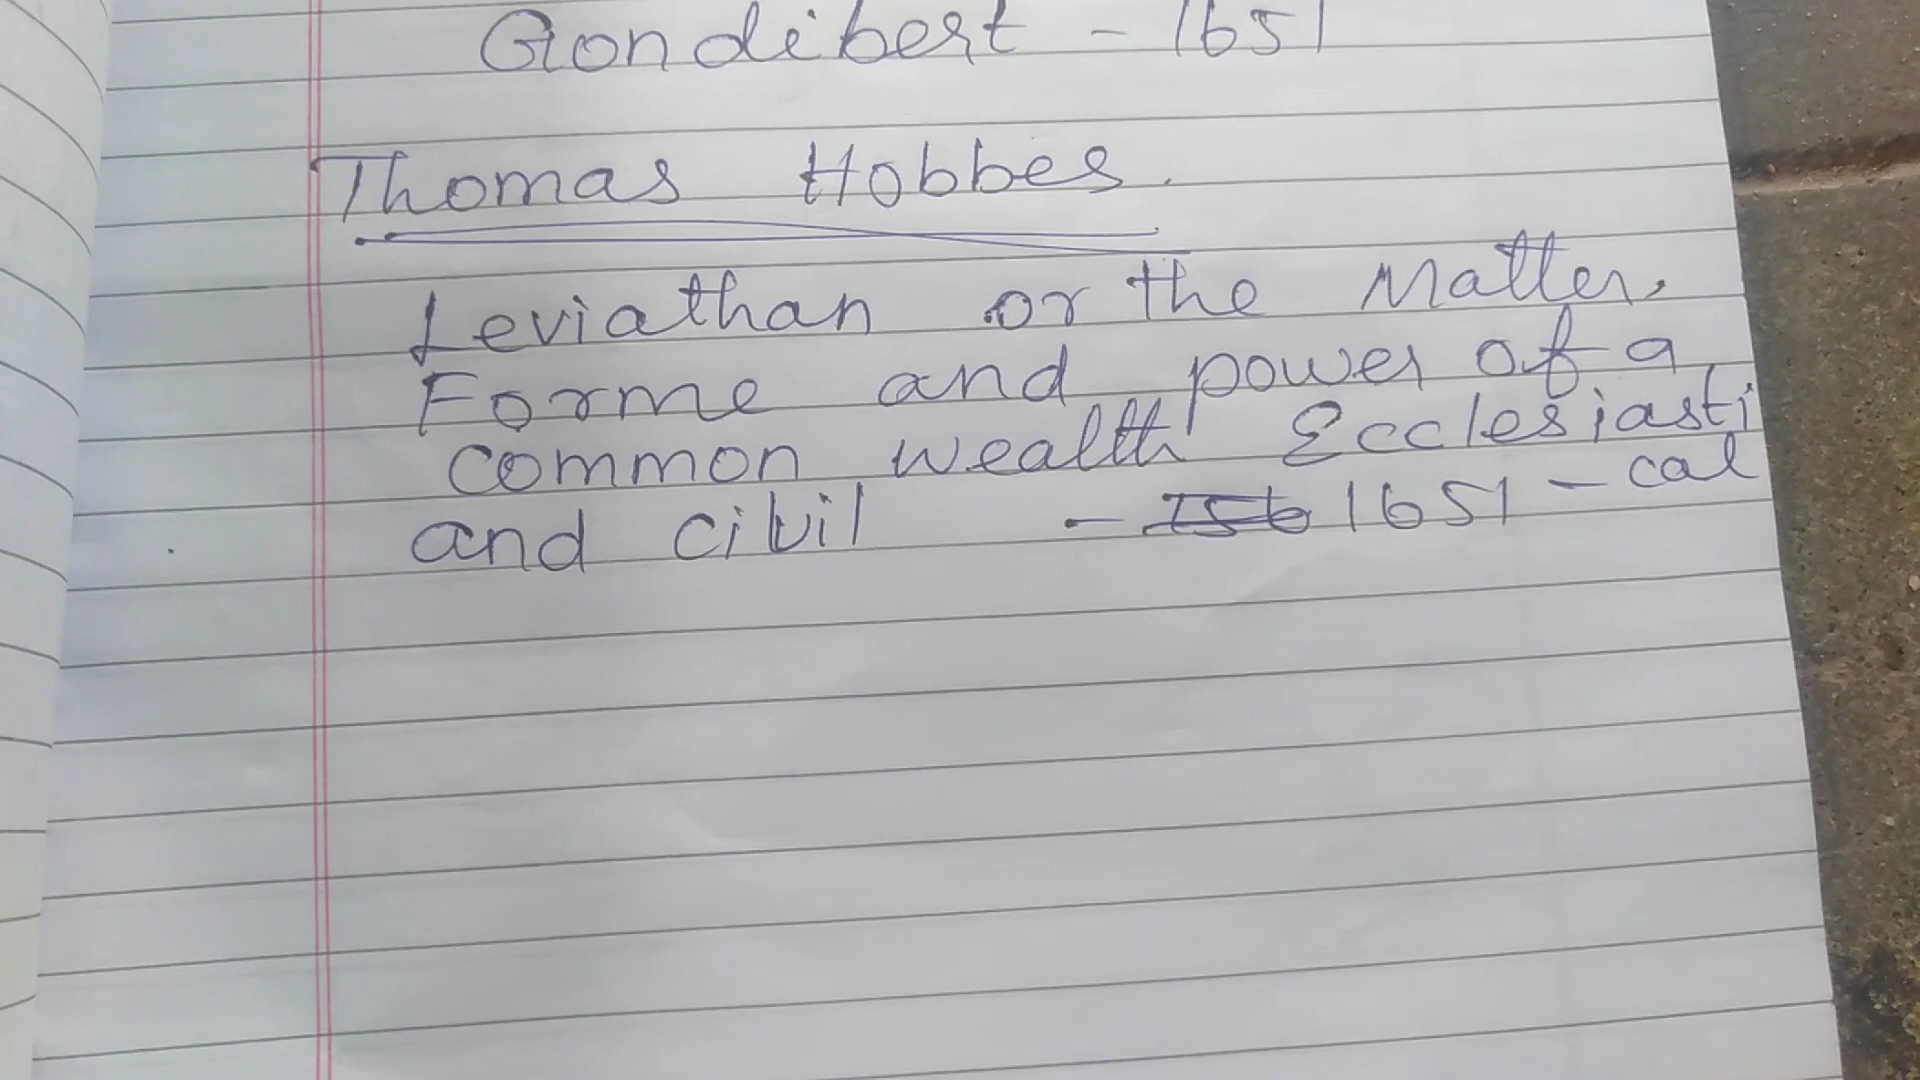 Gondibert - 1651
Thomas Hobbes.
Leviathan or the Matter,
Forme and power of a
common wealth Ecclesiasti
- cal
and civil - 1651